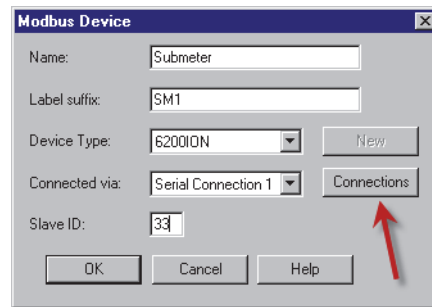 Modbus Device
Name: Submeter
Label suffix: SM1
Device Type: 6200ION New
Connected via: Serial Connection 1 Connections
Slave ID: 33
OK Cancel Help